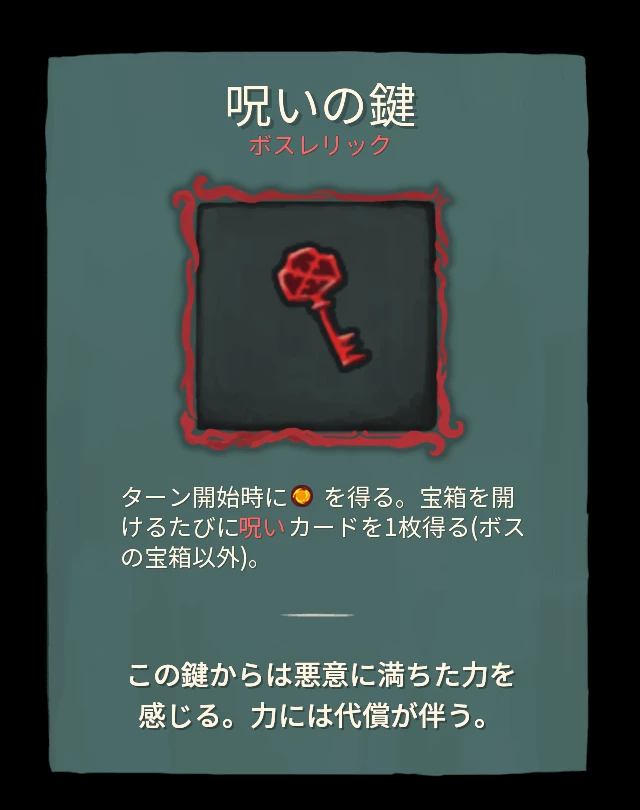 呪いの鍵
ボスレリック
ターン開始時に を得る。宝箱を開
けるたびに呪いカードを1枚得る(ボス
の宝箱以外)。
この鍵からは悪意に満ちた力を
感じる。力には代償が伴う。